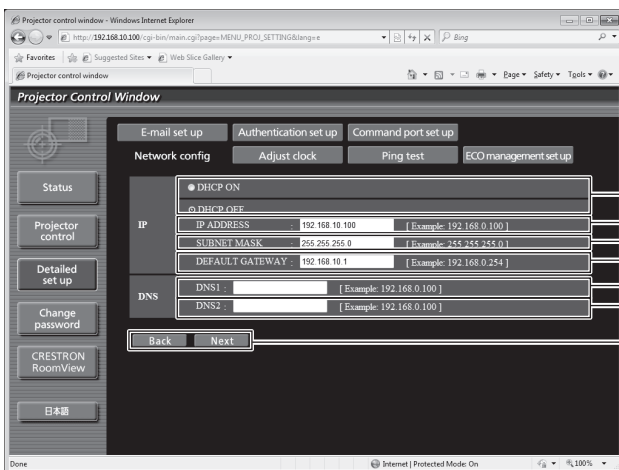 Projector control window - Windows Internet Explorer
http://192.168.10.100/cgi-bin/main.cgi?page=MENU_PROJ_SETTING&lang=e
Bing
Favorites Suggested Sites Web Slice Gallery
Projector control window Page Safety Tools
Projector Control Window
E-mail set up Authentication set up Command port set up
Network config Adjust clock Ping test ECO management set up
Status
Projector control
Detailed set up
Change password
CRESTRON RoomView
日本語
IP
DHCP ON
DHCP OFF
IP ADDRESS : 192.168.10.100 [ Example: 192.168.0.100 ]
SUBNET MASK : 255.255.255.0 [ Example: 255.255.255.0 ]
DEFAULT GATEWAY : 192.168.10.1 [ Example: 192.168.0.254 ]
DNS
DNS1 : [ Example: 192.168.0.100 ]
DNS2 : [ Example: 192.168.0.100 ]
Back Next
Done Internet | Protected Mode: On 100%